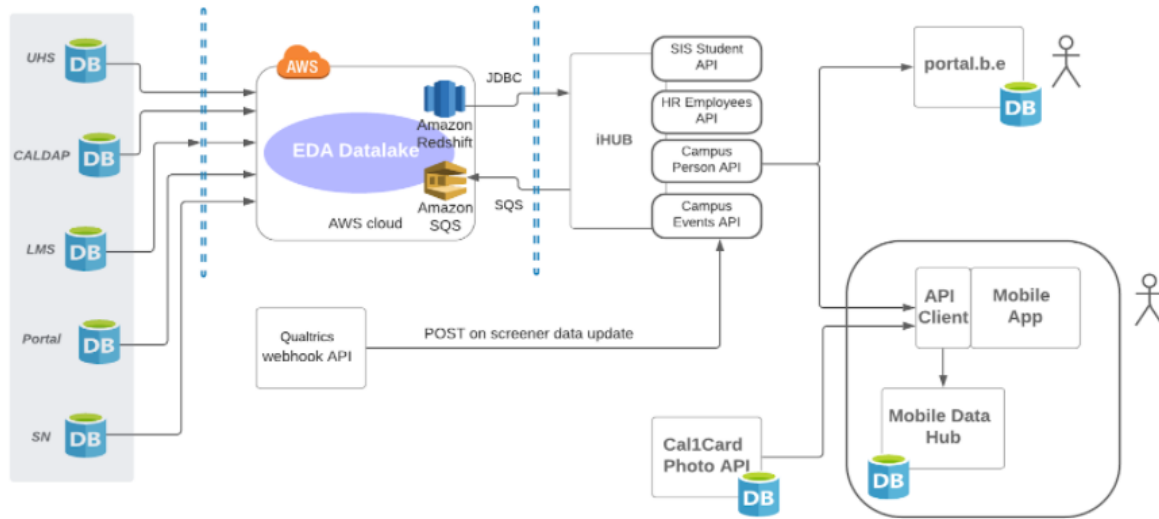 UHS
DB
CALDAP
DB
LMS
DB
Portal
DB
SN
DB
AWS
EDA Datalake
Amazon
Redshift
Amazon
SQS
AWS cloud
JDBC
SQS
iHUB
SIS Student
API
HR Employees
API
Campus
Person API
Campus
Events API
portal.b.e
DB
Qualtrics
webhook API
POST on screener data update
API
Client
Mobile
App
Mobile Data
Hub
DB
Cal1Card
Photo API
DB